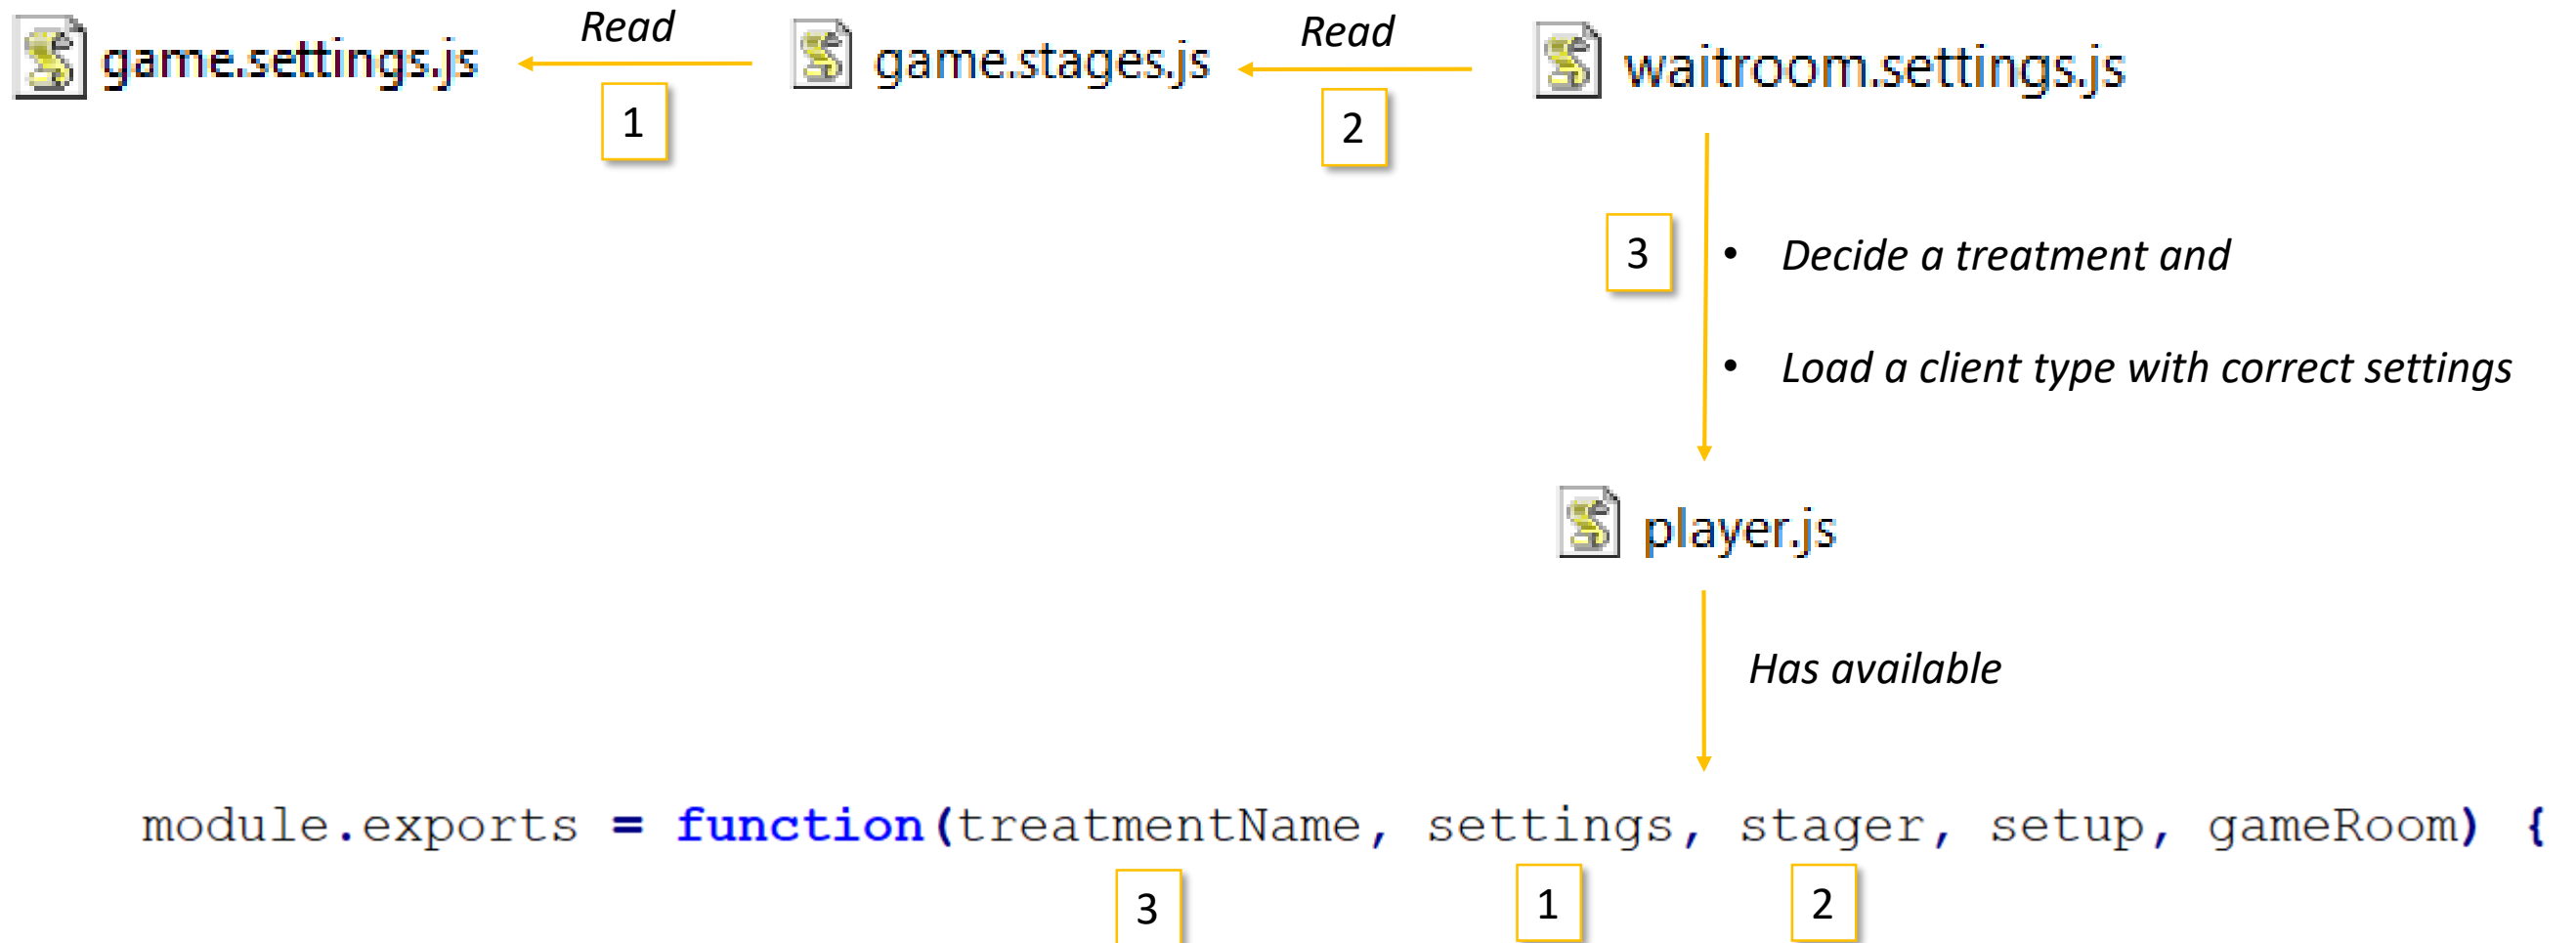 game.settings.js
Read
1
game.stages.js
Read
2
waitroom.settings.js
3
• Decide a treatment and
• Load a client type with correct settings
player.js
Has available
module.exports = function(treatmentName, settings, stager, setup, gameRoom) {
3
1
2